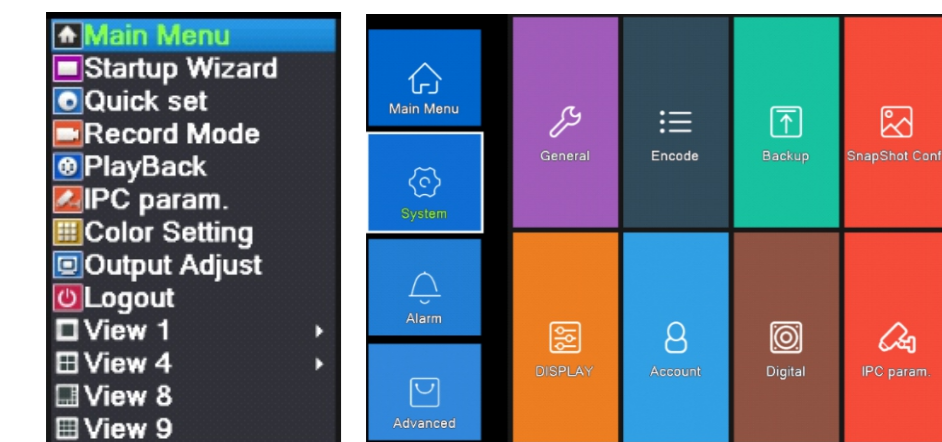 Main Menu
Startup Wizard
Quick set
Record Mode
PlayBack
IPC param.
Color Setting
Output Adjust
Logout
View 1
View 4
View 8
View 9
Main Menu
System
Alarm
Advanced
General
Encode
Backup
SnapShot Conf
DISPLAY
Account
Digital
IPC param.